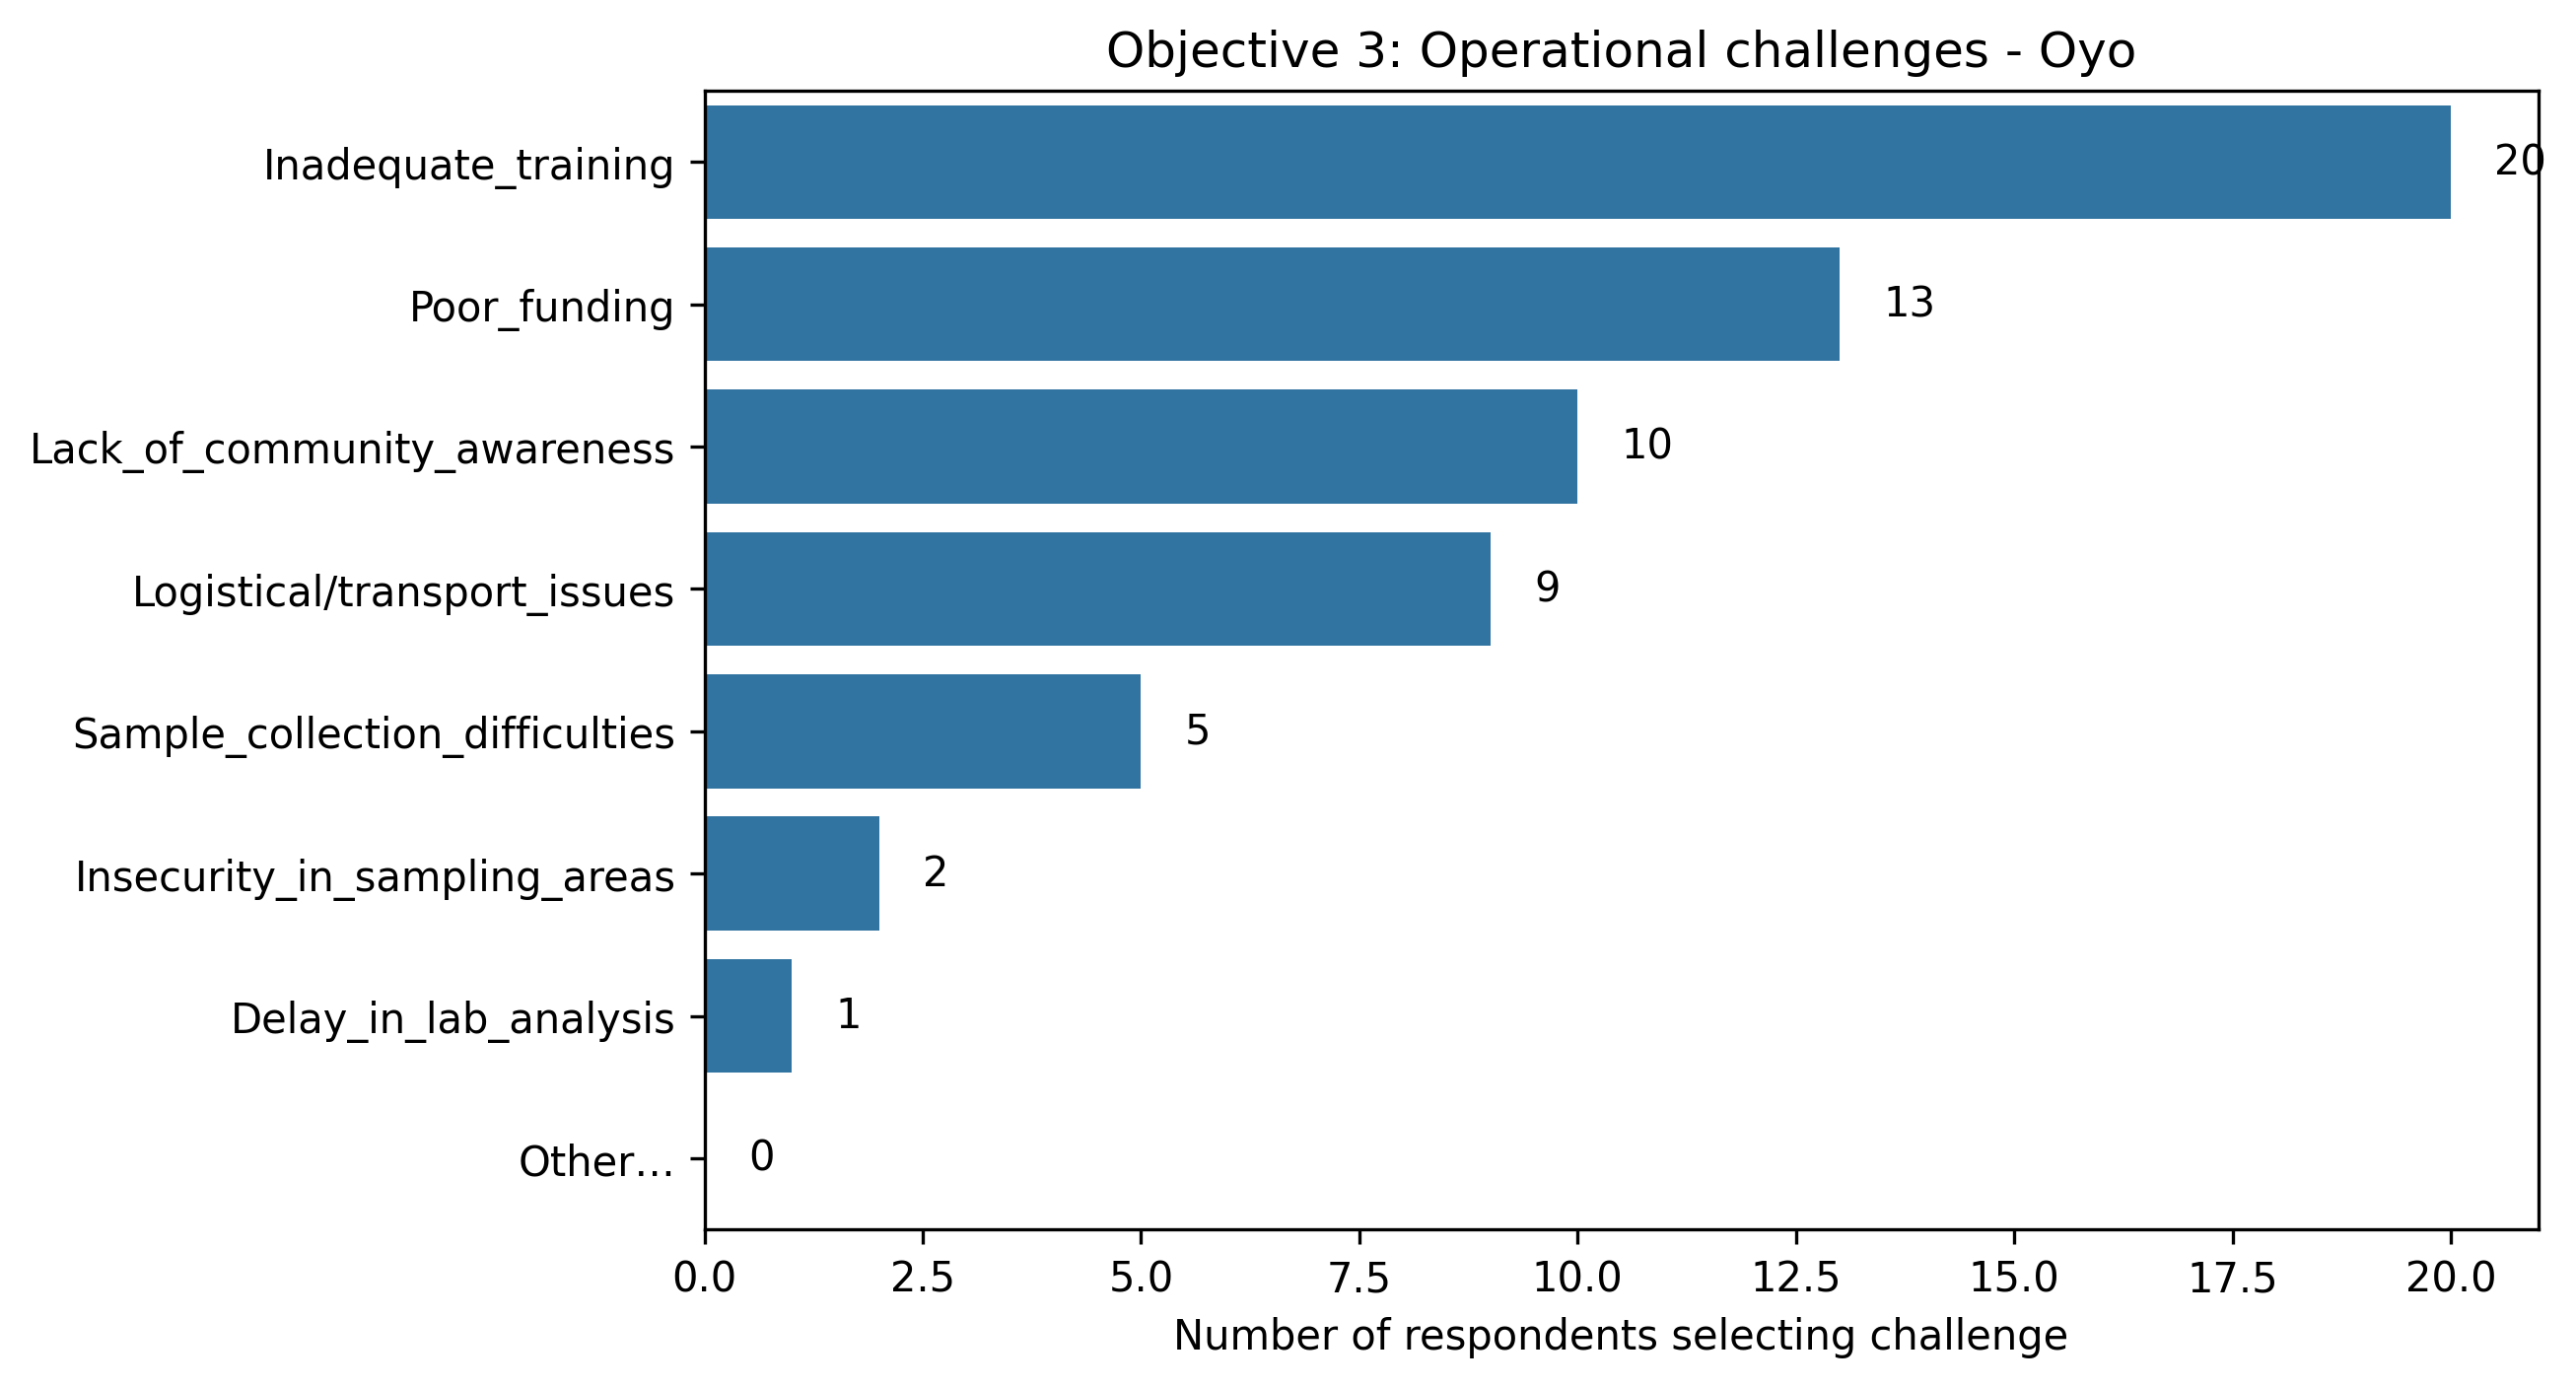 Objective 3: Operational challenges - Oyo
Inadequate_training 20
Poor_funding 13
Lack_of_community_awareness 10
Logistical/transport_issues 9
Sample_collection_difficulties 5
Insecurity_in_sampling_areas 2
Delay_in_lab_analysis 1
Other... 0
0.0 2.5 5.0 7.5 10.0 12.5 15.0 17.5 20.0
Number of respondents selecting challenge